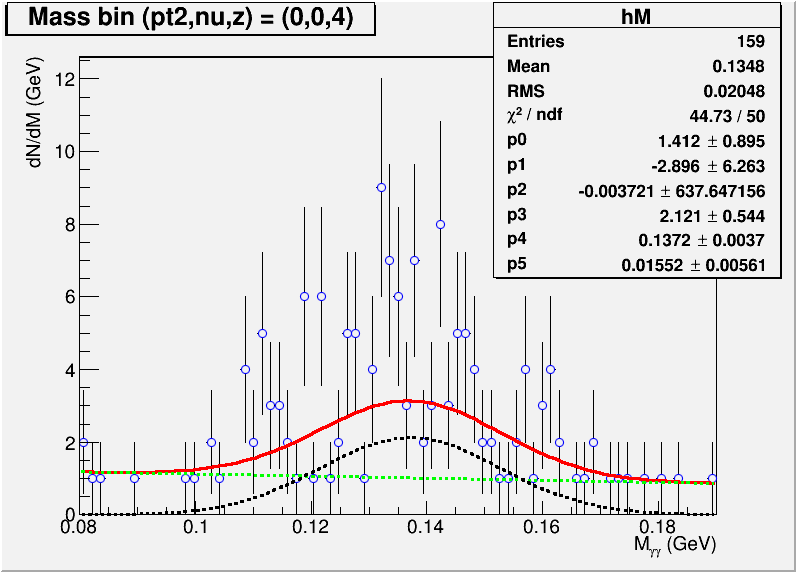 Mass bin (pt2,nu,z) = (0,0,4)
hM
Entries 159
Mean 0.1348
RMS 0.02048
χ² / ndf 44.73 / 50
p0 1.412 ± 0.895
p1 -2.896 ± 6.263
p2 -0.003721 ± 637.647156
p3 2.121 ± 0.544
p4 0.1372 ± 0.0037
p5 0.01552 ± 0.00561
dN/dM (GeV)
12
10
8
6
4
2
0
0.08 0.1 0.12 0.14 0.16 0.18
Mγγ (GeV)